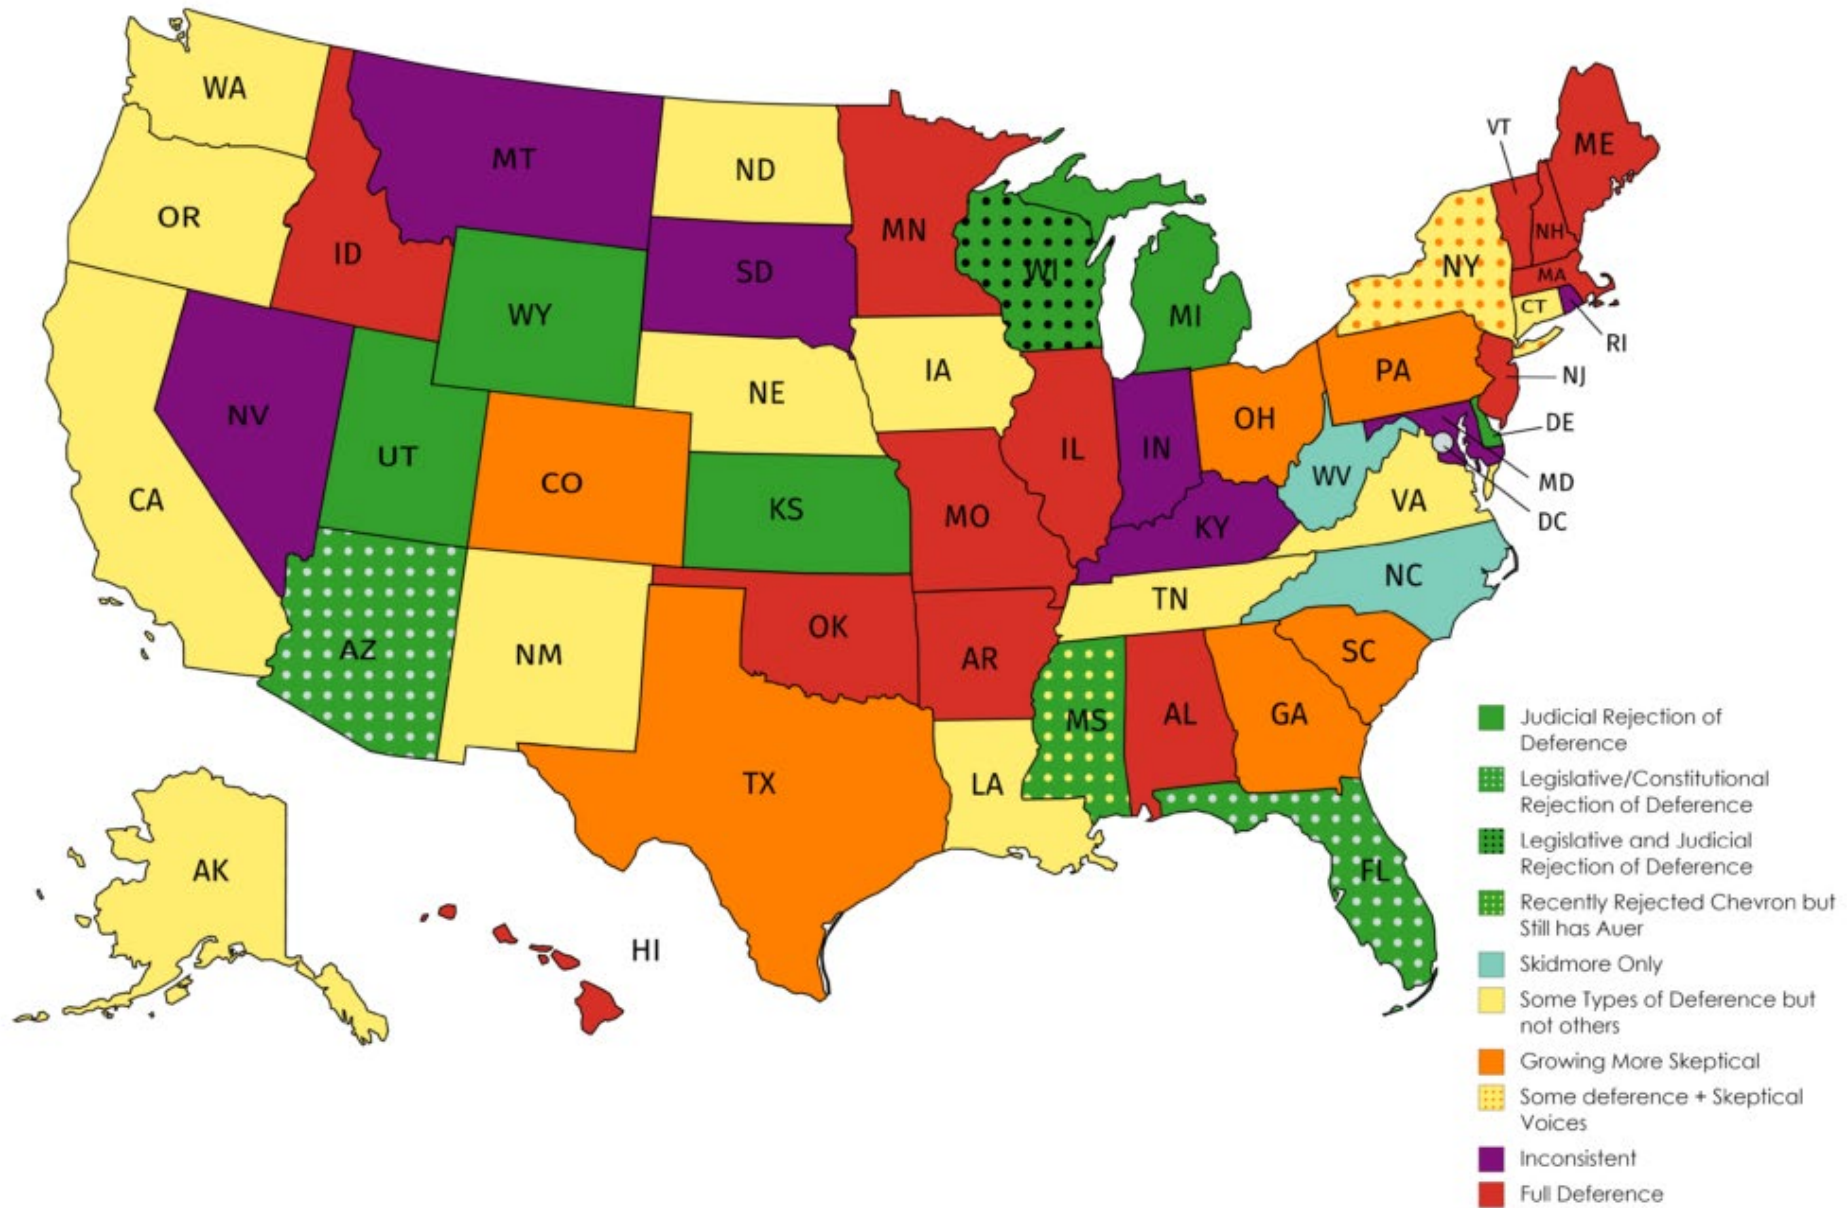 WA
MT
ND
OR
ID
MN
VT
ME
SD
WY
WI
MI
NY
NH
MA
CT
RI
NV
NE
IA
PA
NJ
UT
CO
IL
IN
OH
DE
CA
KS
MO
WV
VA
MD
KY
DC
AZ
NM
OK
AR
TN
NC
SC
TX
LA
MS
AL
GA
FL
AK
HI
Judicial Rejection of
Deference
Legislative/Constitutional
Rejection of Deference
Legislative and Judicial
Rejection of Deference
Recently Rejected Chevron but
Still has Auer
Skidmore Only
Some Types of Deference but
not others
Growing More Skeptical
Some deference + Skeptical
Voices
Inconsistent
Full Deference